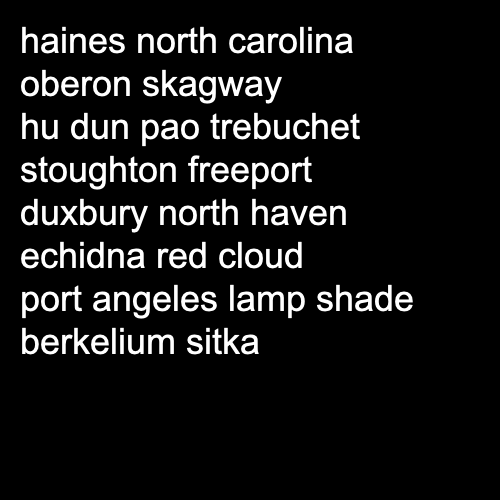 haines north carolina
oberon skagway
hu dun pao trebuchet
stoughton freeport
duxbury north haven
echidna red cloud
port angeles lamp shade
berkelium sitka